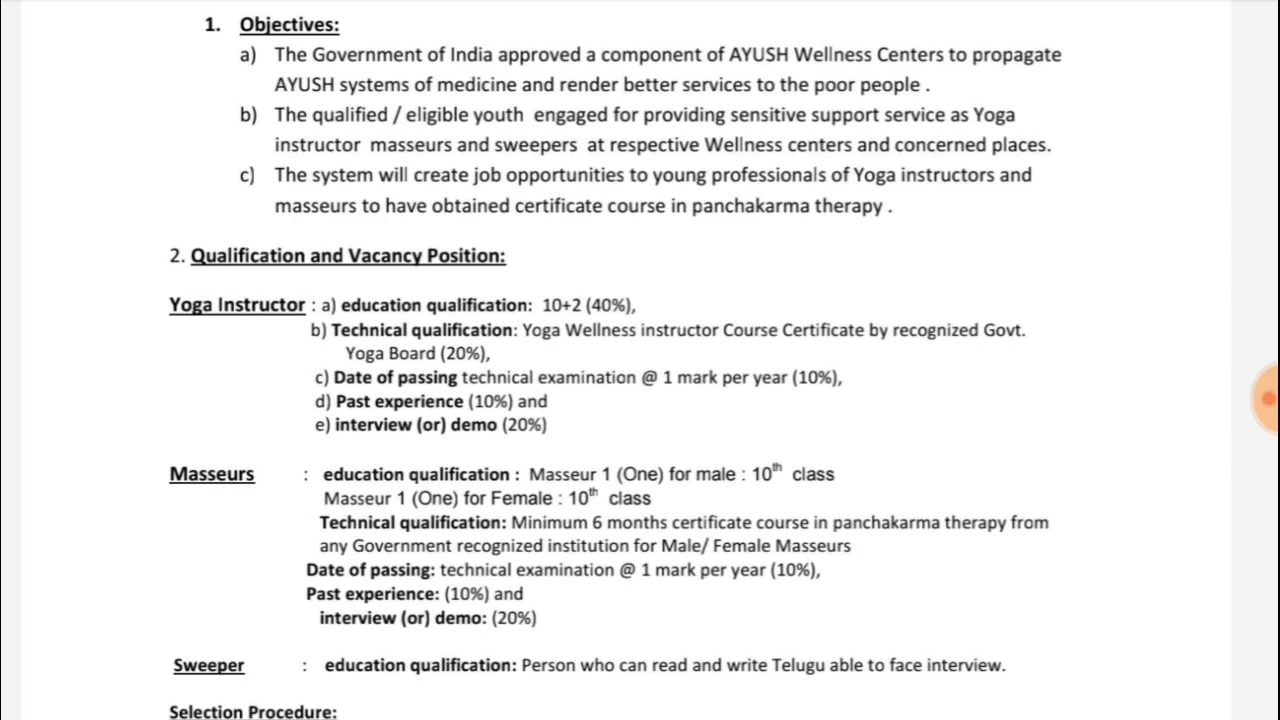 1. Objectives:
a) The Government of India approved a component of AYUSH Wellness Centers to propagate
AYUSH systems of medicine and render better services to the poor people .
b) The qualified / eligible youth engaged for providing sensitive support service as Yoga
instructor masseurs and sweepers at respective Wellness centers and concerned places.
c) The system will create job opportunities to young professionals of Yoga instructors and
masseurs to have obtained certificate course in panchakarma therapy .
2. Qualification and Vacancy Position:
Yoga Instructor : a) education qualification: 10+2 (40%),
b) Technical qualification: Yoga Wellness instructor Course Certificate by recognized Govt.
Yoga Board (20%),
c) Date of passing technical examination @ 1 mark per year (10%),
d) Past experience (10%) and
e) interview (or) demo (20%)
Masseurs : education qualification : Masseur 1 (One) for male : 10th class
Masseur 1 (One) for Female : 10th class
Technical qualification: Minimum 6 months certificate course in panchakarma therapy from
any Government recognized institution for Male/ Female Masseurs
Date of passing: technical examination @ 1 mark per year (10%),
Past experience: (10%) and
interview (or) demo: (20%)
Sweeper : education qualification: Person who can read and write Telugu able to face interview.
Selection Procedure: